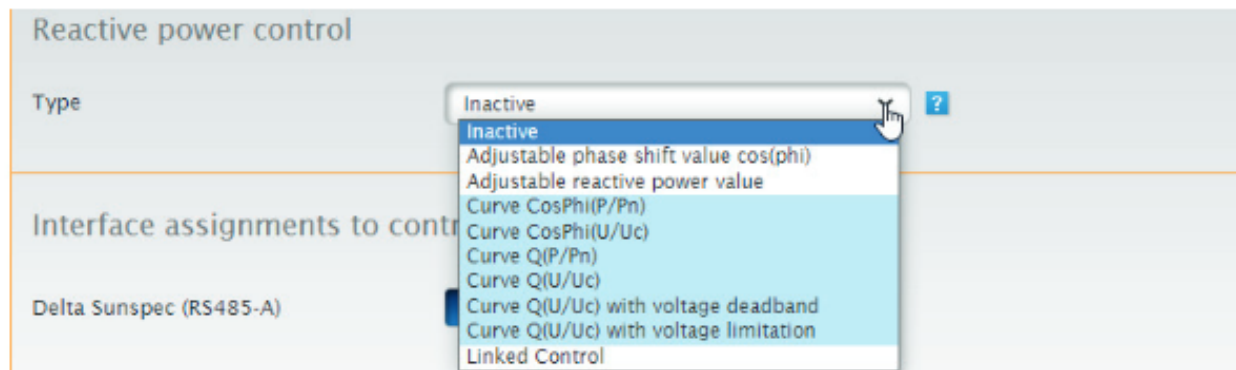 Reactive power control
Type
Inactive
?
Inactive
Adjustable phase shift value cos(phi)
Adjustable reactive power value
Curve CosPhi(P/Pn)
Curve CosPhi(U/Uc)
Curve Q(P/Pn)
Curve Q(U/Uc)
Curve Q(U/Uc) with voltage deadband
Curve Q(U/Uc) with voltage limitation
Linked Control
Interface assignments to contr
Delta Sunspec (RS485-A)